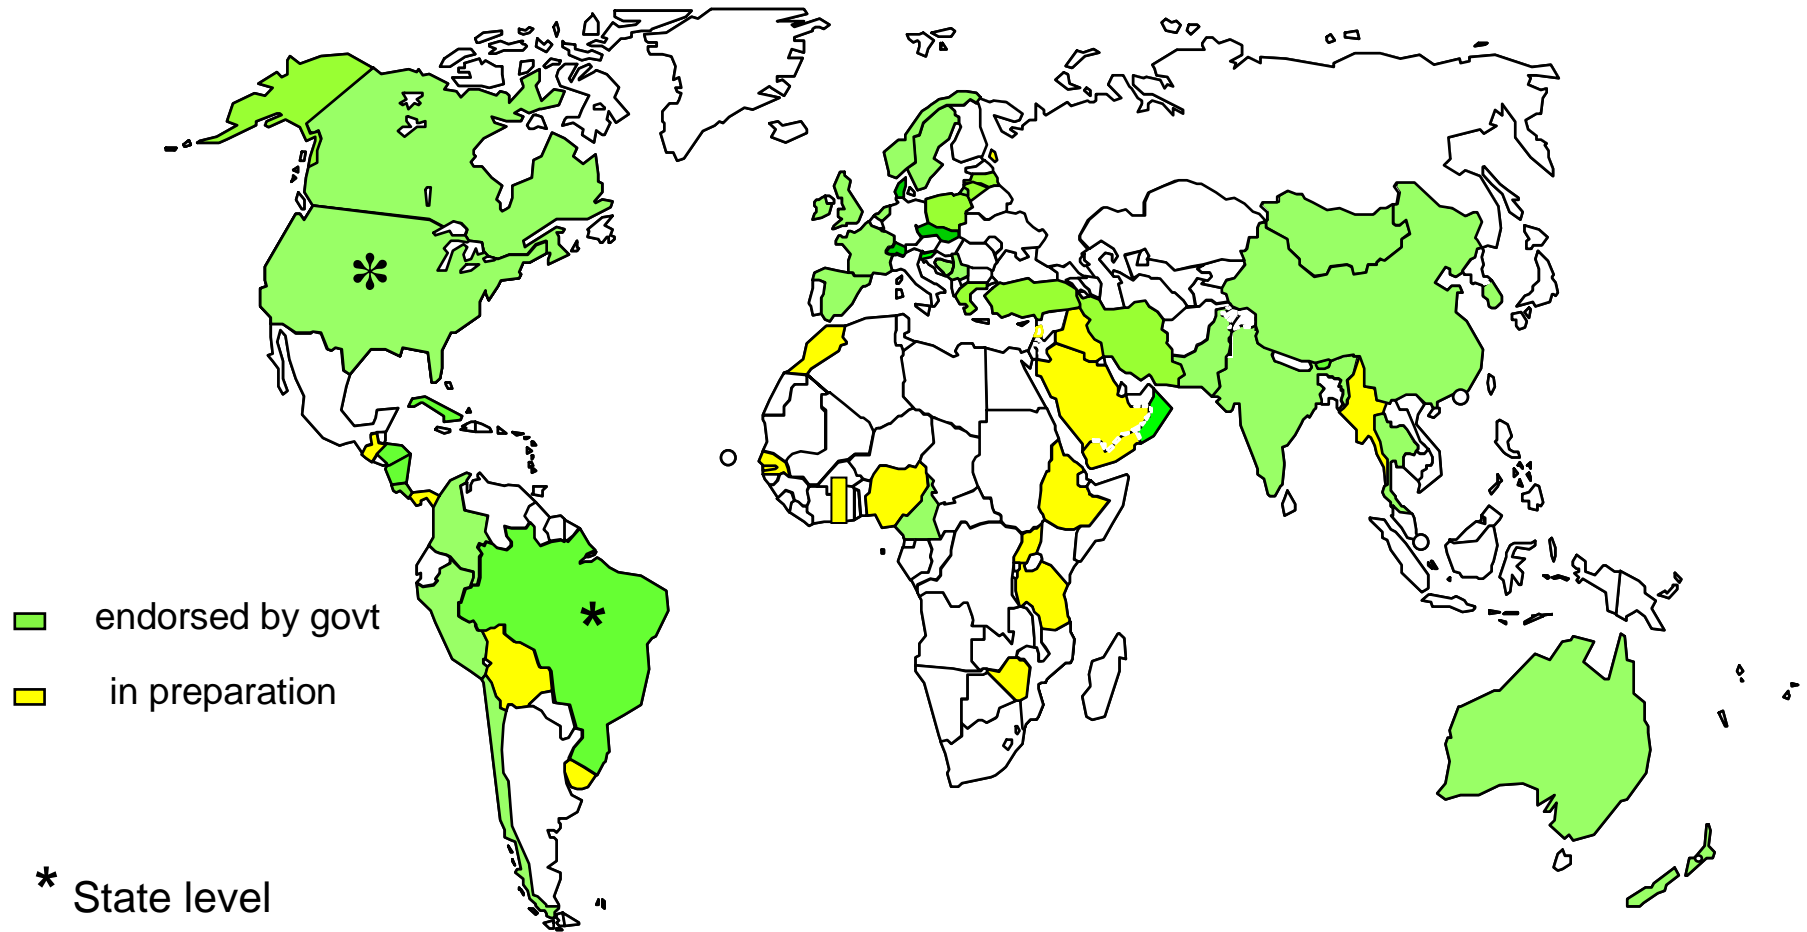 endorsed by govt
in preparation
* State level